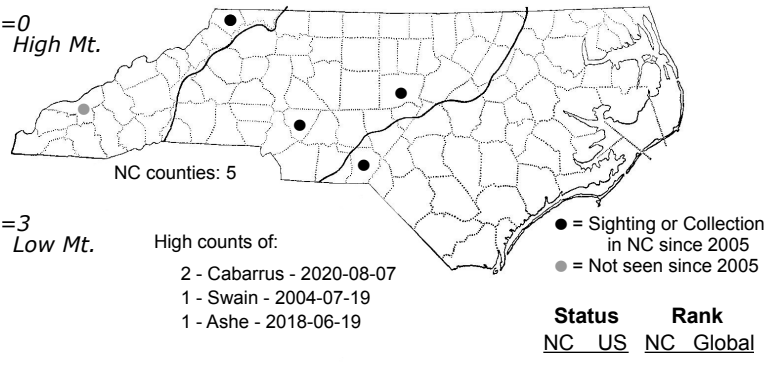 =0
High Mt.
NC counties: 5
=3
Low Mt.
High counts of:
2 - Cabarrus - 2020-08-07
1 - Swain - 2004-07-19
1 - Ashe - 2018-06-19
= Sighting or Collection
in NC since 2005
= Not seen since 2005
Status Rank
NC US NC Global